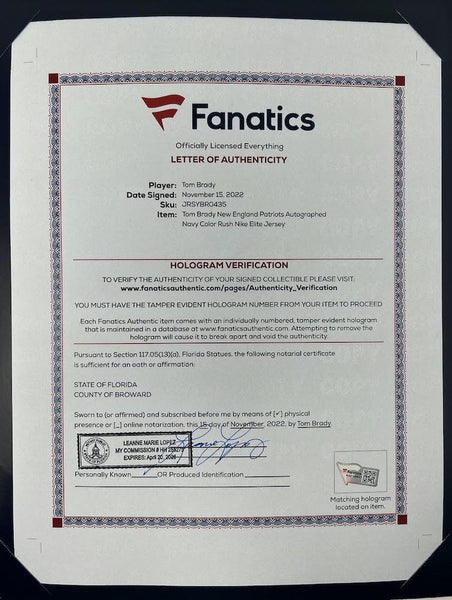 Fanatics
Officially Licensed Everything
LETTER OF AUTHENTICITY
Player: Tom Brady
Date Signed: November 15, 2022
Sku: JRSYBR0435
Item: Tom Brady New England Patriots Autographed
Navy Color Rush Nike Elite Jersey
HOLOGRAM VERIFICATION
TO VERIFY THE AUTHENTICITY OF YOUR SIGNED COLLECTIBLE PLEASE VISIT:
www.fanaticsauthentic.com/pages/Authenticity_Verification
YOU MUST HAVE THE TAMPER EVIDENT HOLOGRAM NUMBER FROM YOUR ITEM TO PROCEED
Each Fanatics Authentic item comes with an individually numbered, tamper evident hologram
that is maintained in a database at www.fanaticsauthentic.com. Attempting to remove the
hologram will cause it to break apart and void the authenticity.
Pursuant to Section 117.05(13)(a), Florida Statues, the following notarial certificate
is sufficient for an oath or affirmation:
STATE OF FLORIDA
COUNTY OF BROWARD
Sworn to (or affirmed) and subscribed before me by means of [✓] physical
presence or [_] online notarization, this 15 day of November, 2022, by Tom Brady.
LEANNE MARIE LOPEZ
MY COMMISSION # HH
EXPIRES: April 20, 2026
Personally Known____OR Produced Identification ____
Matching hologram
located on item.